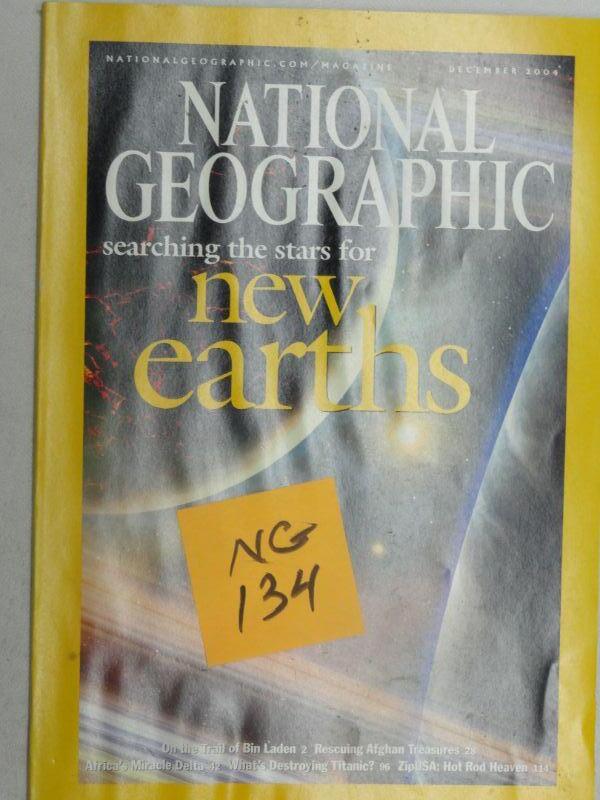 NATIONALGEOGRAPHIC.COM/MAGAZINE DECEMBER 2004
NATIONAL
GEOGRAPHIC
searching the stars for
new
earths
NG
134
On the Trail of Bin Laden 2 Rescuing Afghan Treasures 28
Africa's Miracle Delta 42 What's Destroying Titanic? 96 ZipUSA: Hot Rod Heaven 114